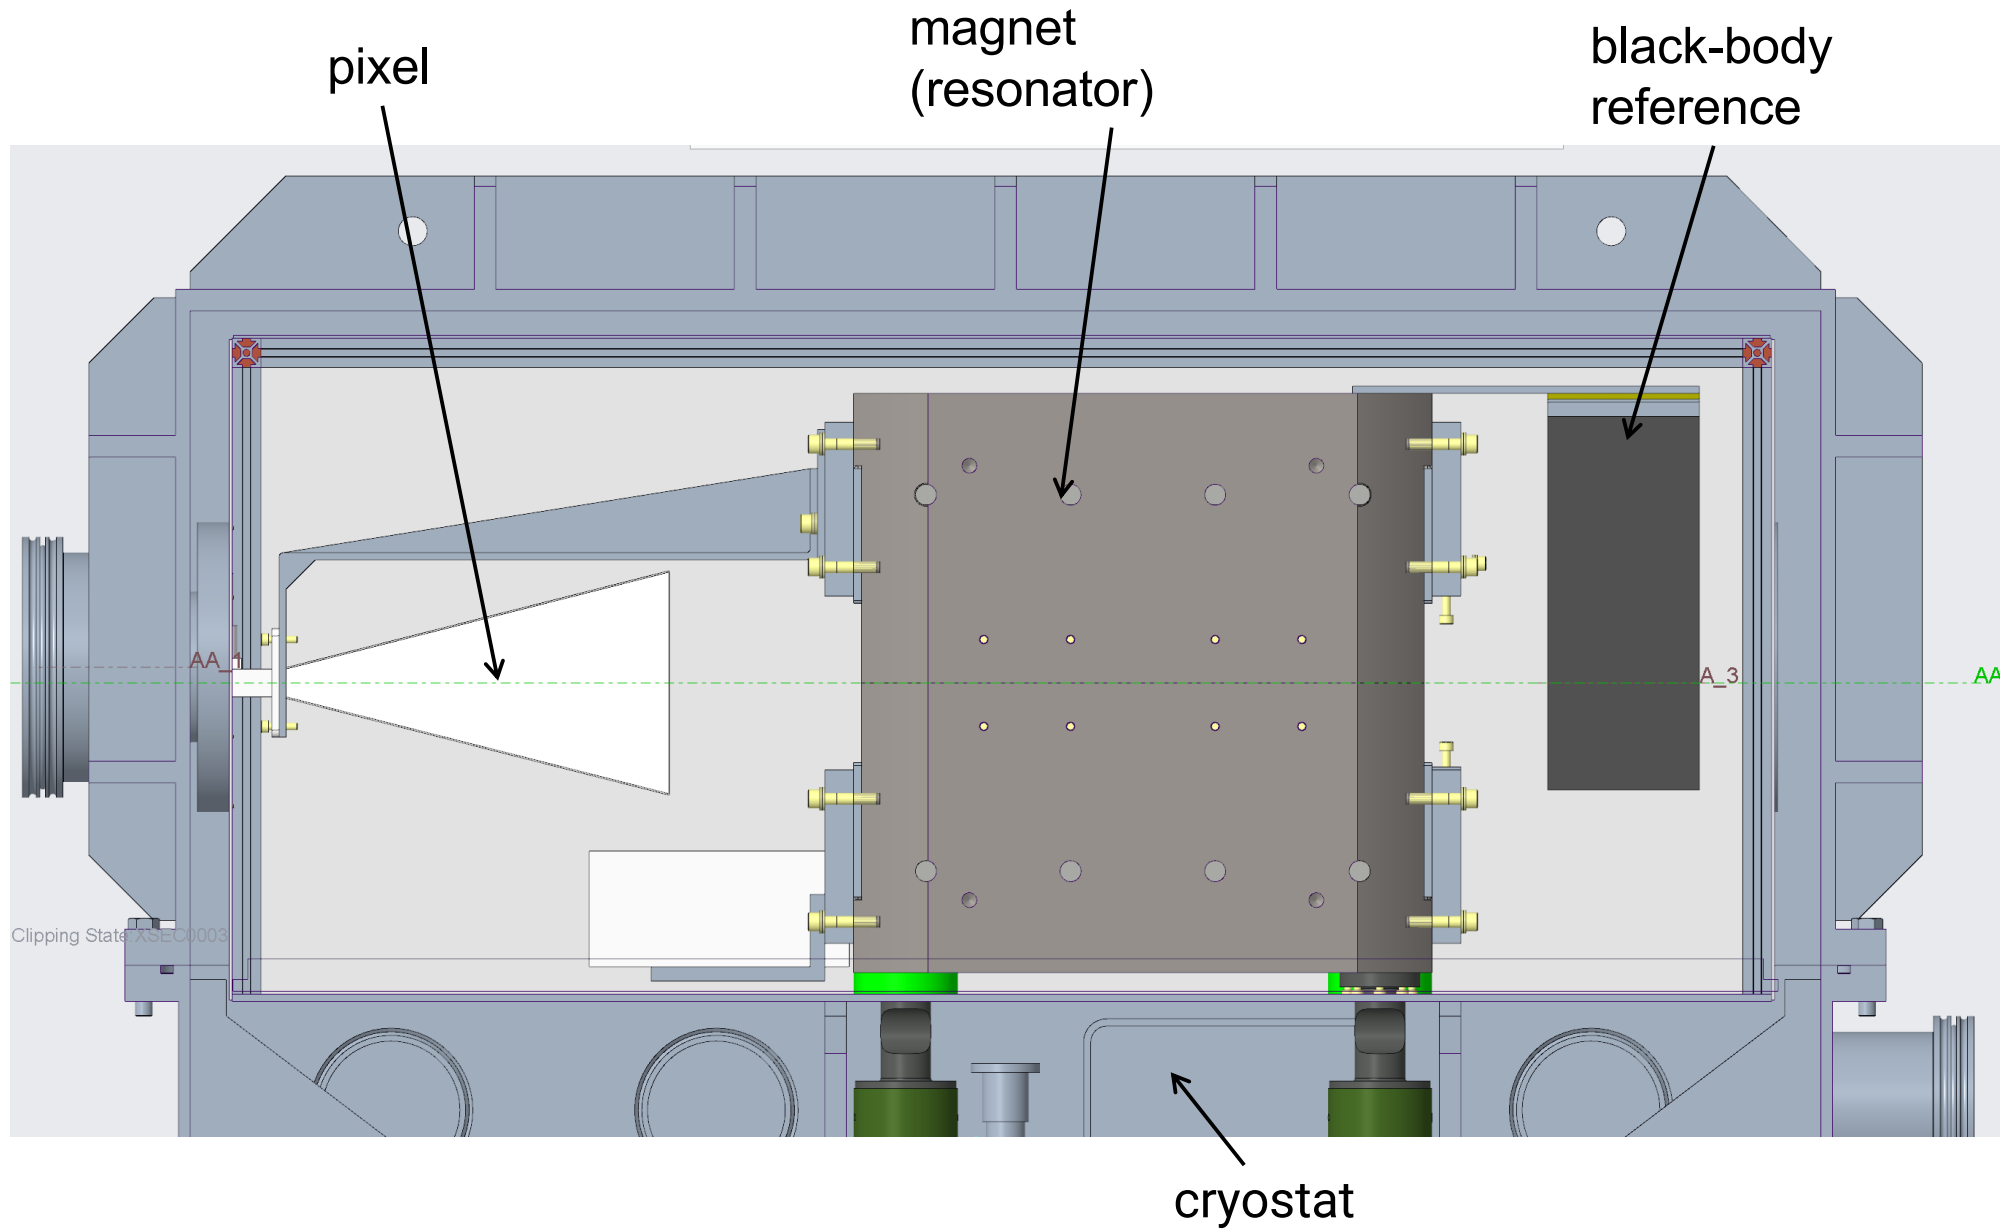 pixel
magnet
(resonator)
black-body
reference
AA_1
A_3
AA
Clipping State:XSEC0003
cryostat